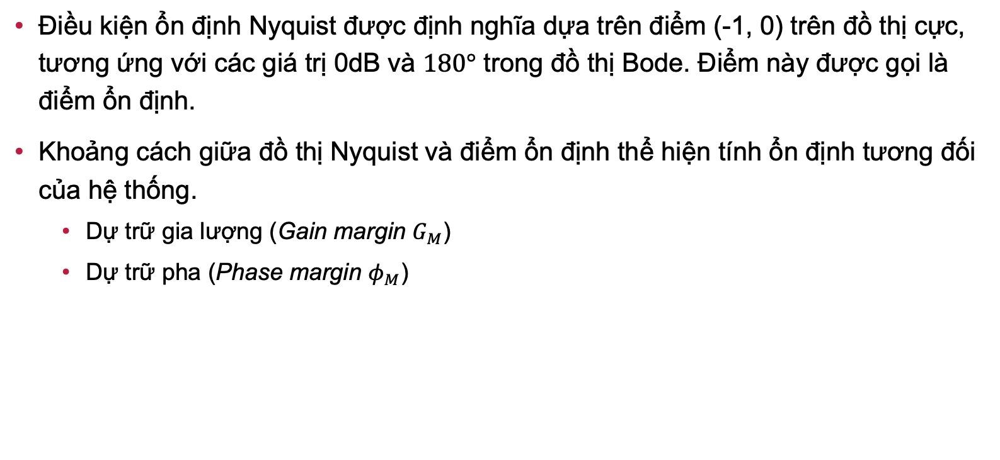 • Điều kiện ổn định Nyquist được định nghĩa dựa trên điểm (-1, 0) trên đồ thị cực,
tương ứng với các giá trị 0dB và 180° trong đồ thị Bode. Điểm này được gọi là
điểm ổn định.
• Khoảng cách giữa đồ thị Nyquist và điểm ổn định thể hiện tính ổn định tương đối
của hệ thống.
• Dự trữ gia lượng (Gain margin G_M)
• Dự trữ pha (Phase margin ϕ_M)